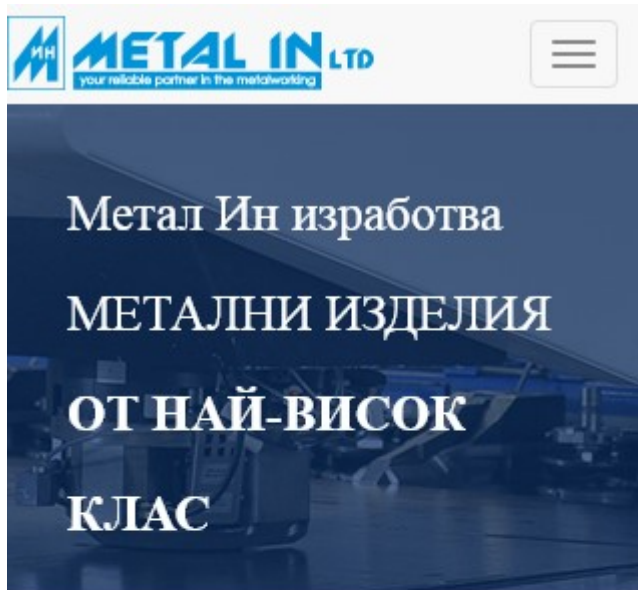 ИН METAL IN LTD
your reliable partner in the metalworking
Метал Ин изработва
МЕТАЛНИ ИЗДЕЛИЯ
ОТ НАЙ-ВИСОК
КЛАС